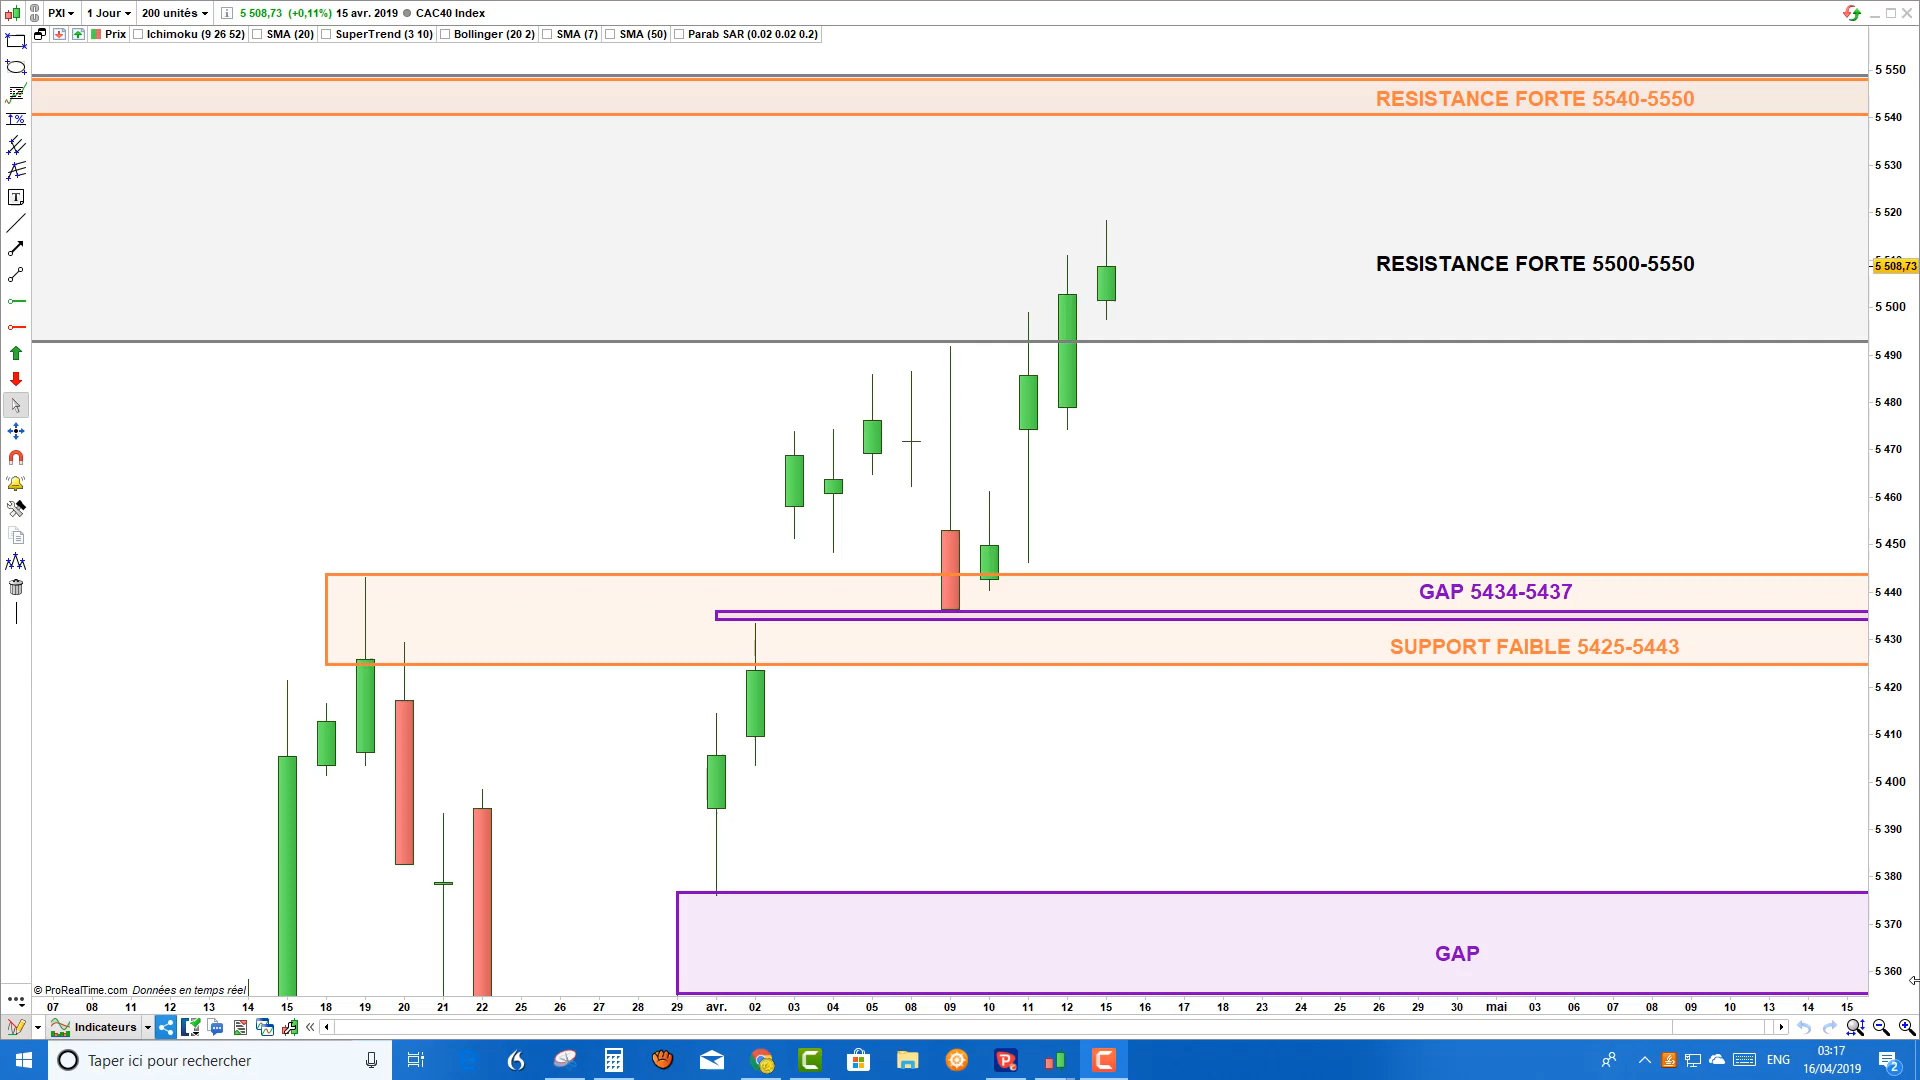 PXI 1 Jour 200 unités 5 508,73 (+0,11%) 15 avr. 2019 CAC40 Index
Prix Ichimoku (9 26 52) SMA (20) SuperTrend (3 10) Bollinger (20 2) SMA (7) SMA (50) Parab SAR (0.02 0.02 0.2)
5 550
RESISTANCE FORTE 5540-5550
5 540
5 530
5 520
RESISTANCE FORTE 5500-5550
5 508,73
5 500
5 490
5 480
5 470
5 460
5 450
GAP 5434-5437
5 440
5 430
SUPPORT FAIBLE 5425-5443
5 420
5 410
5 400
5 390
5 380
5 370
GAP
5 360
© ProRealTime.com Données en temps réel
07 08 11 12 13 14 15 18 19 20 21 22 25 26 27 28 29 avr. 02 03 04 05 08 09 10 11 12 15 16 17 18 23 24 25 26 29 30 mai 03 06 07 08 09 10 13 14 15
Indicateurs
Taper ici pour rechercher
ENG
03:17
16/04/2019
2